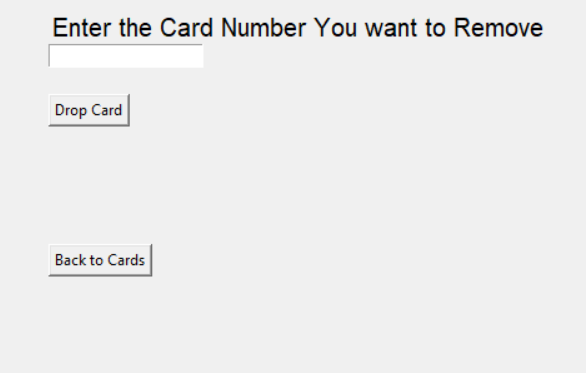 Enter the Card Number You want to Remove
Drop Card
Back to Cards